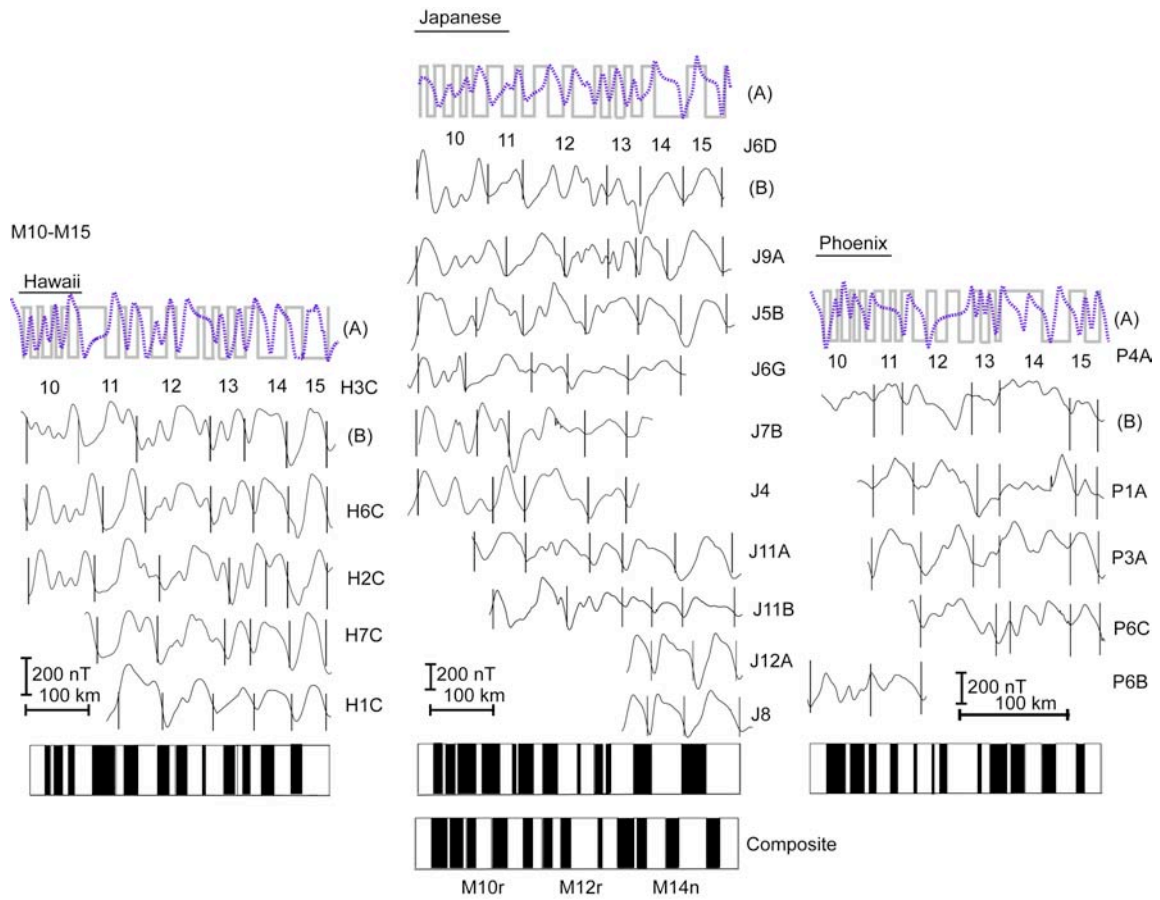 Japanese
(A)
10 11 12 13 14 15 J6D
(B)
J9A
J5B
J6G
J7B
J4
J11A
J11B
J12A
J8
200 nT
100 km
M10-M15
Hawaii
(A)
10 11 12 13 14 15 H3C
(B)
H6C
H2C
H7C
H1C
200 nT
100 km
Phoenix
(A)
P4A
10 11 12 13 14 15
(B)
P1A
P3A
P6C
P6B
200 nT
100 km
Composite
M10r M12r M14n